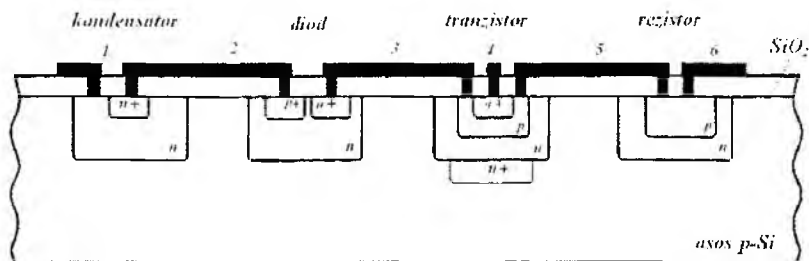 kondensator diod tranzistor rezistor
1 2 3 4 5 6 SiO2
n+ p+ n+ n+
p p
n n n n
n+
asos p-Si